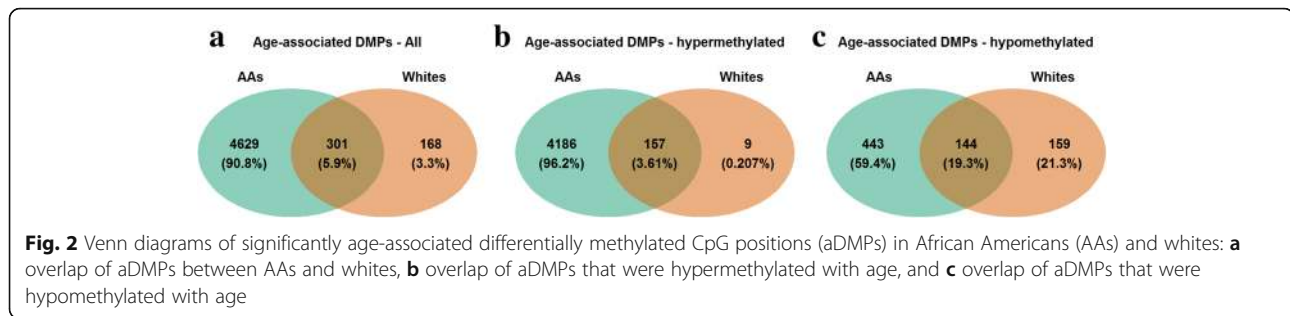 a Age-associated DMPs - All
AAs Whites
4629 301 168
(90.8%) (5.9%) (3.3%)
b Age-associated DMPs - hypermethylated
AAs Whites
4186 157 9
(96.2%) (3.61%) (0.207%)
c Age-associated DMPs - hypomethylated
AAs Whites
443 144 159
(59.4%) (19.3%) (21.3%)
Fig. 2 Venn diagrams of significantly age-associated differentially methylated CpG positions (aDMPs) in African Americans (AAs) and whites: a
overlap of aDMPs between AAs and whites, b overlap of aDMPs that were hypermethylated with age, and c overlap of aDMPs that were
hypomethylated with age